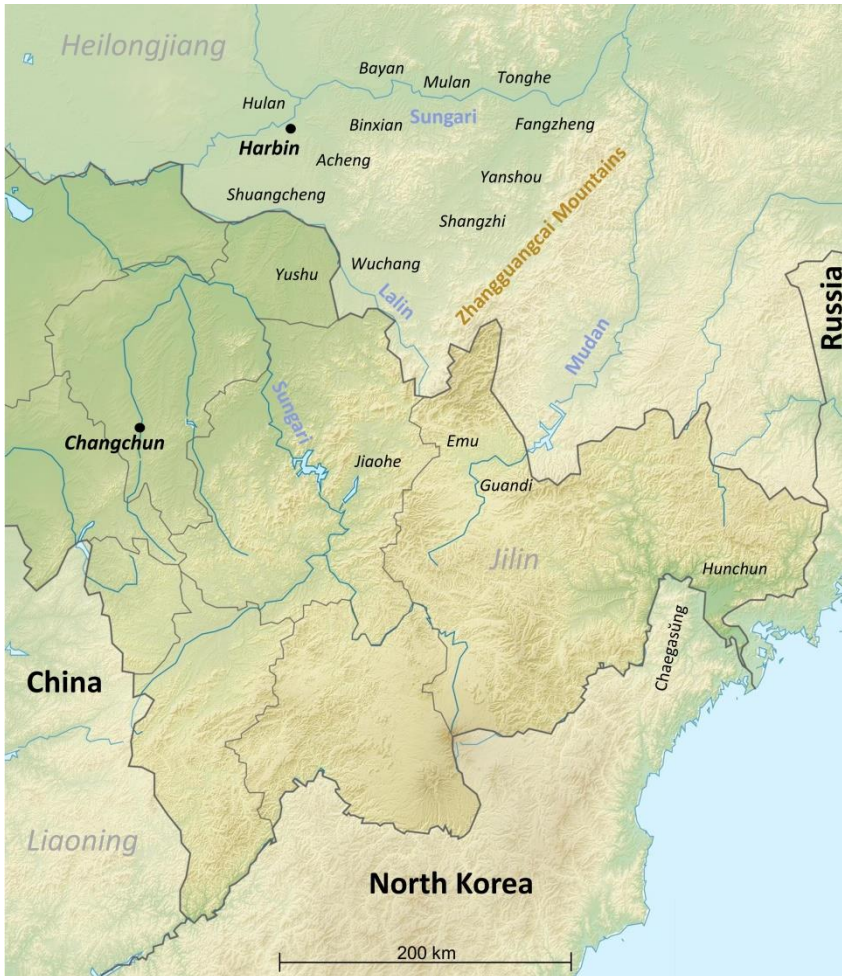 Heilongjiang
Bayan
Mulan
Tonghe
Hulan
Sungari
Binxian
Fangzheng
Harbin
Acheng
Yanshou
Shuangcheng
Shangzhi
Zhangguangcai Mountains
Wuchang
Yushu
Lalin
Russia
Mudan
Sungari
Changchun
Emu
Jiaohe
Guandi
Jilin
Hunchun
Chaegasŭng
China
Liaoning
North Korea
200 km